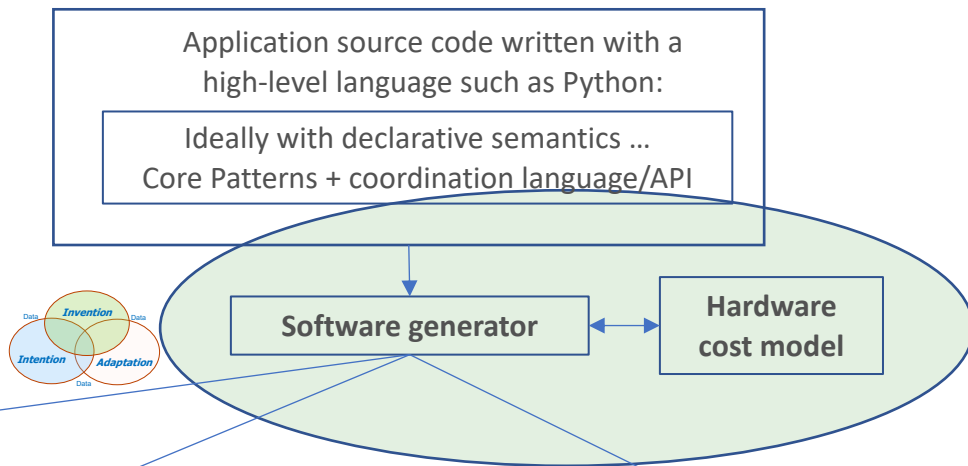 Application source code written with a
high-level language such as Python:
Ideally with declarative semantics …
Core Patterns + coordination language/API
Software generator
Hardware
cost model
Data
Invention
Data
Intention
Adaptation
Data